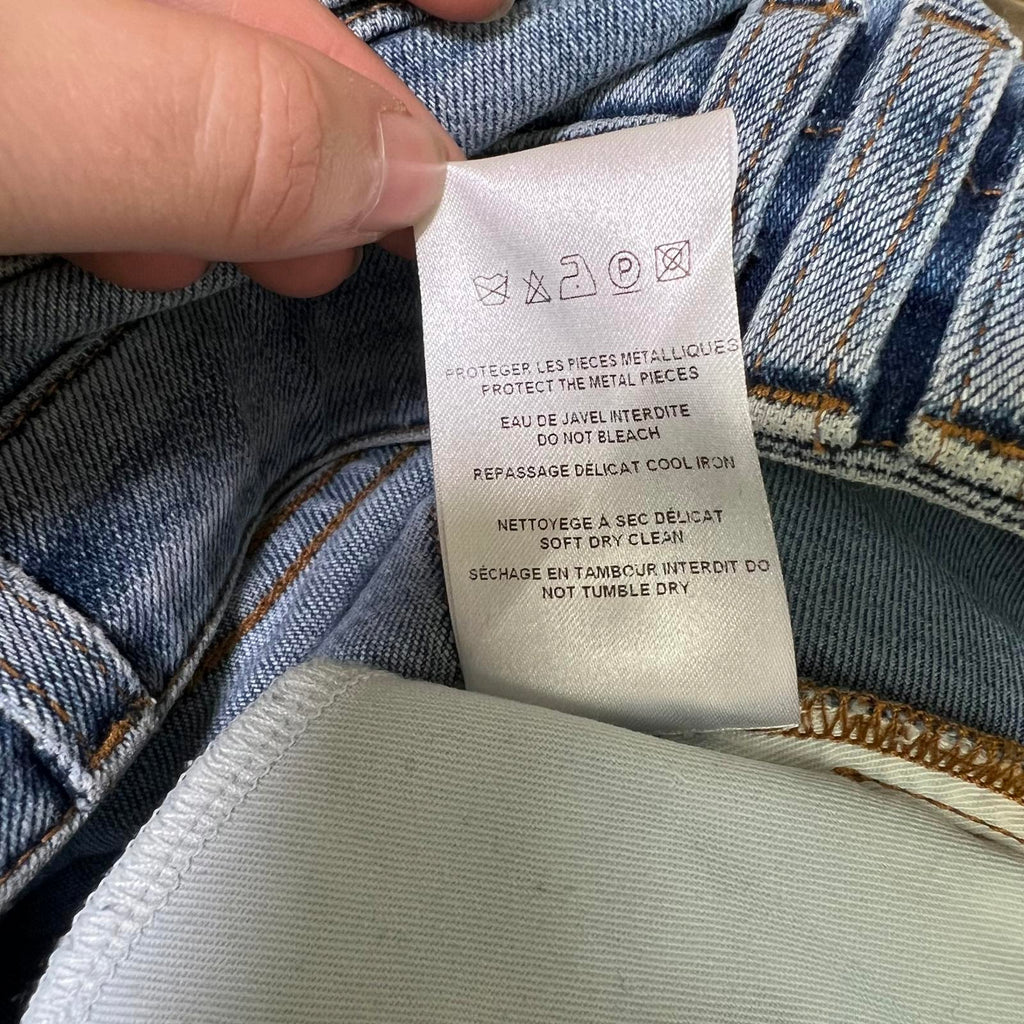 P
PROTEGER LES PIECES METALLIQUES
PROTECT THE METAL PIECES
EAU DE JAVEL INTERDITE
DO NOT BLEACH
REPASSAGE DÉLICAT COOL IRON
NETTOYEGE À SEC DÉLICAT
SOFT DRY CLEAN
SÉCHAGE EN TAMBOUR INTERDIT DO
NOT TUMBLE DRY